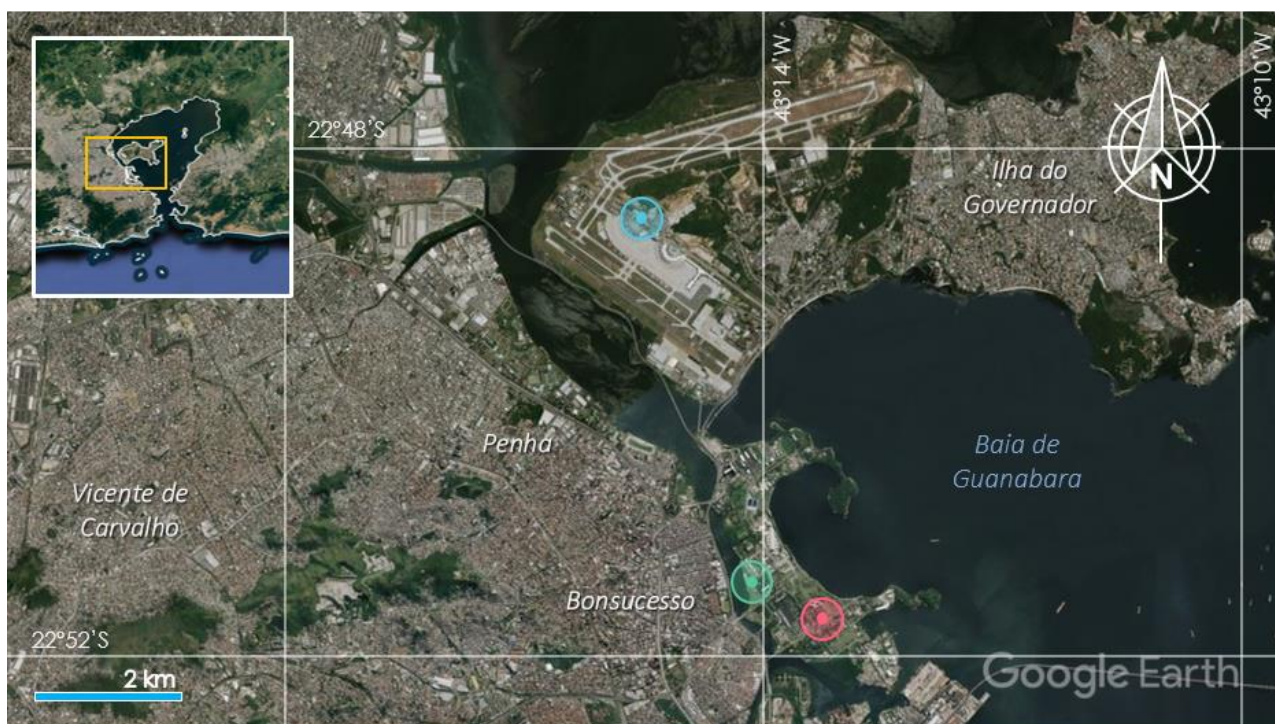 22°48'S
43°14'W
43°10'W
N
Ilha do
Governador
Penha
Baia de
Guanabara
Vicente de
Carvalho
Bonsucesso
22°52'S
2 km
Google Earth